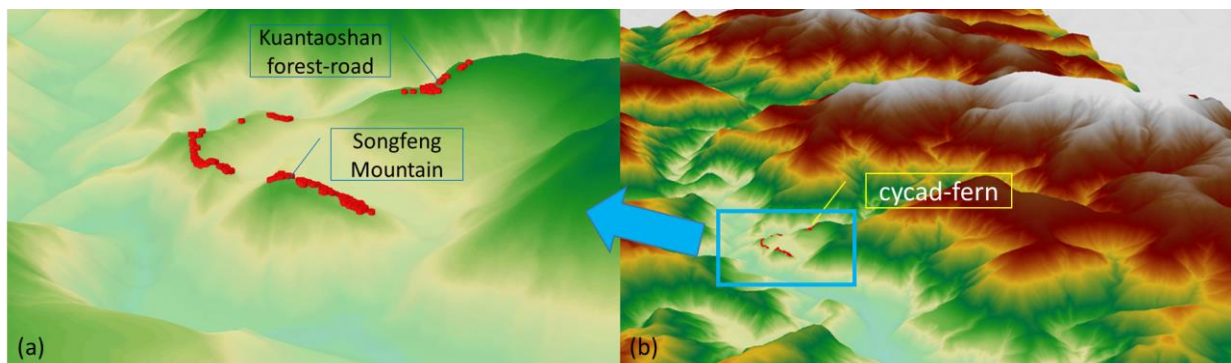 Kuantaoshan
forest-road
Songfeng
Mountain
(a)
cycad-fern
(b)